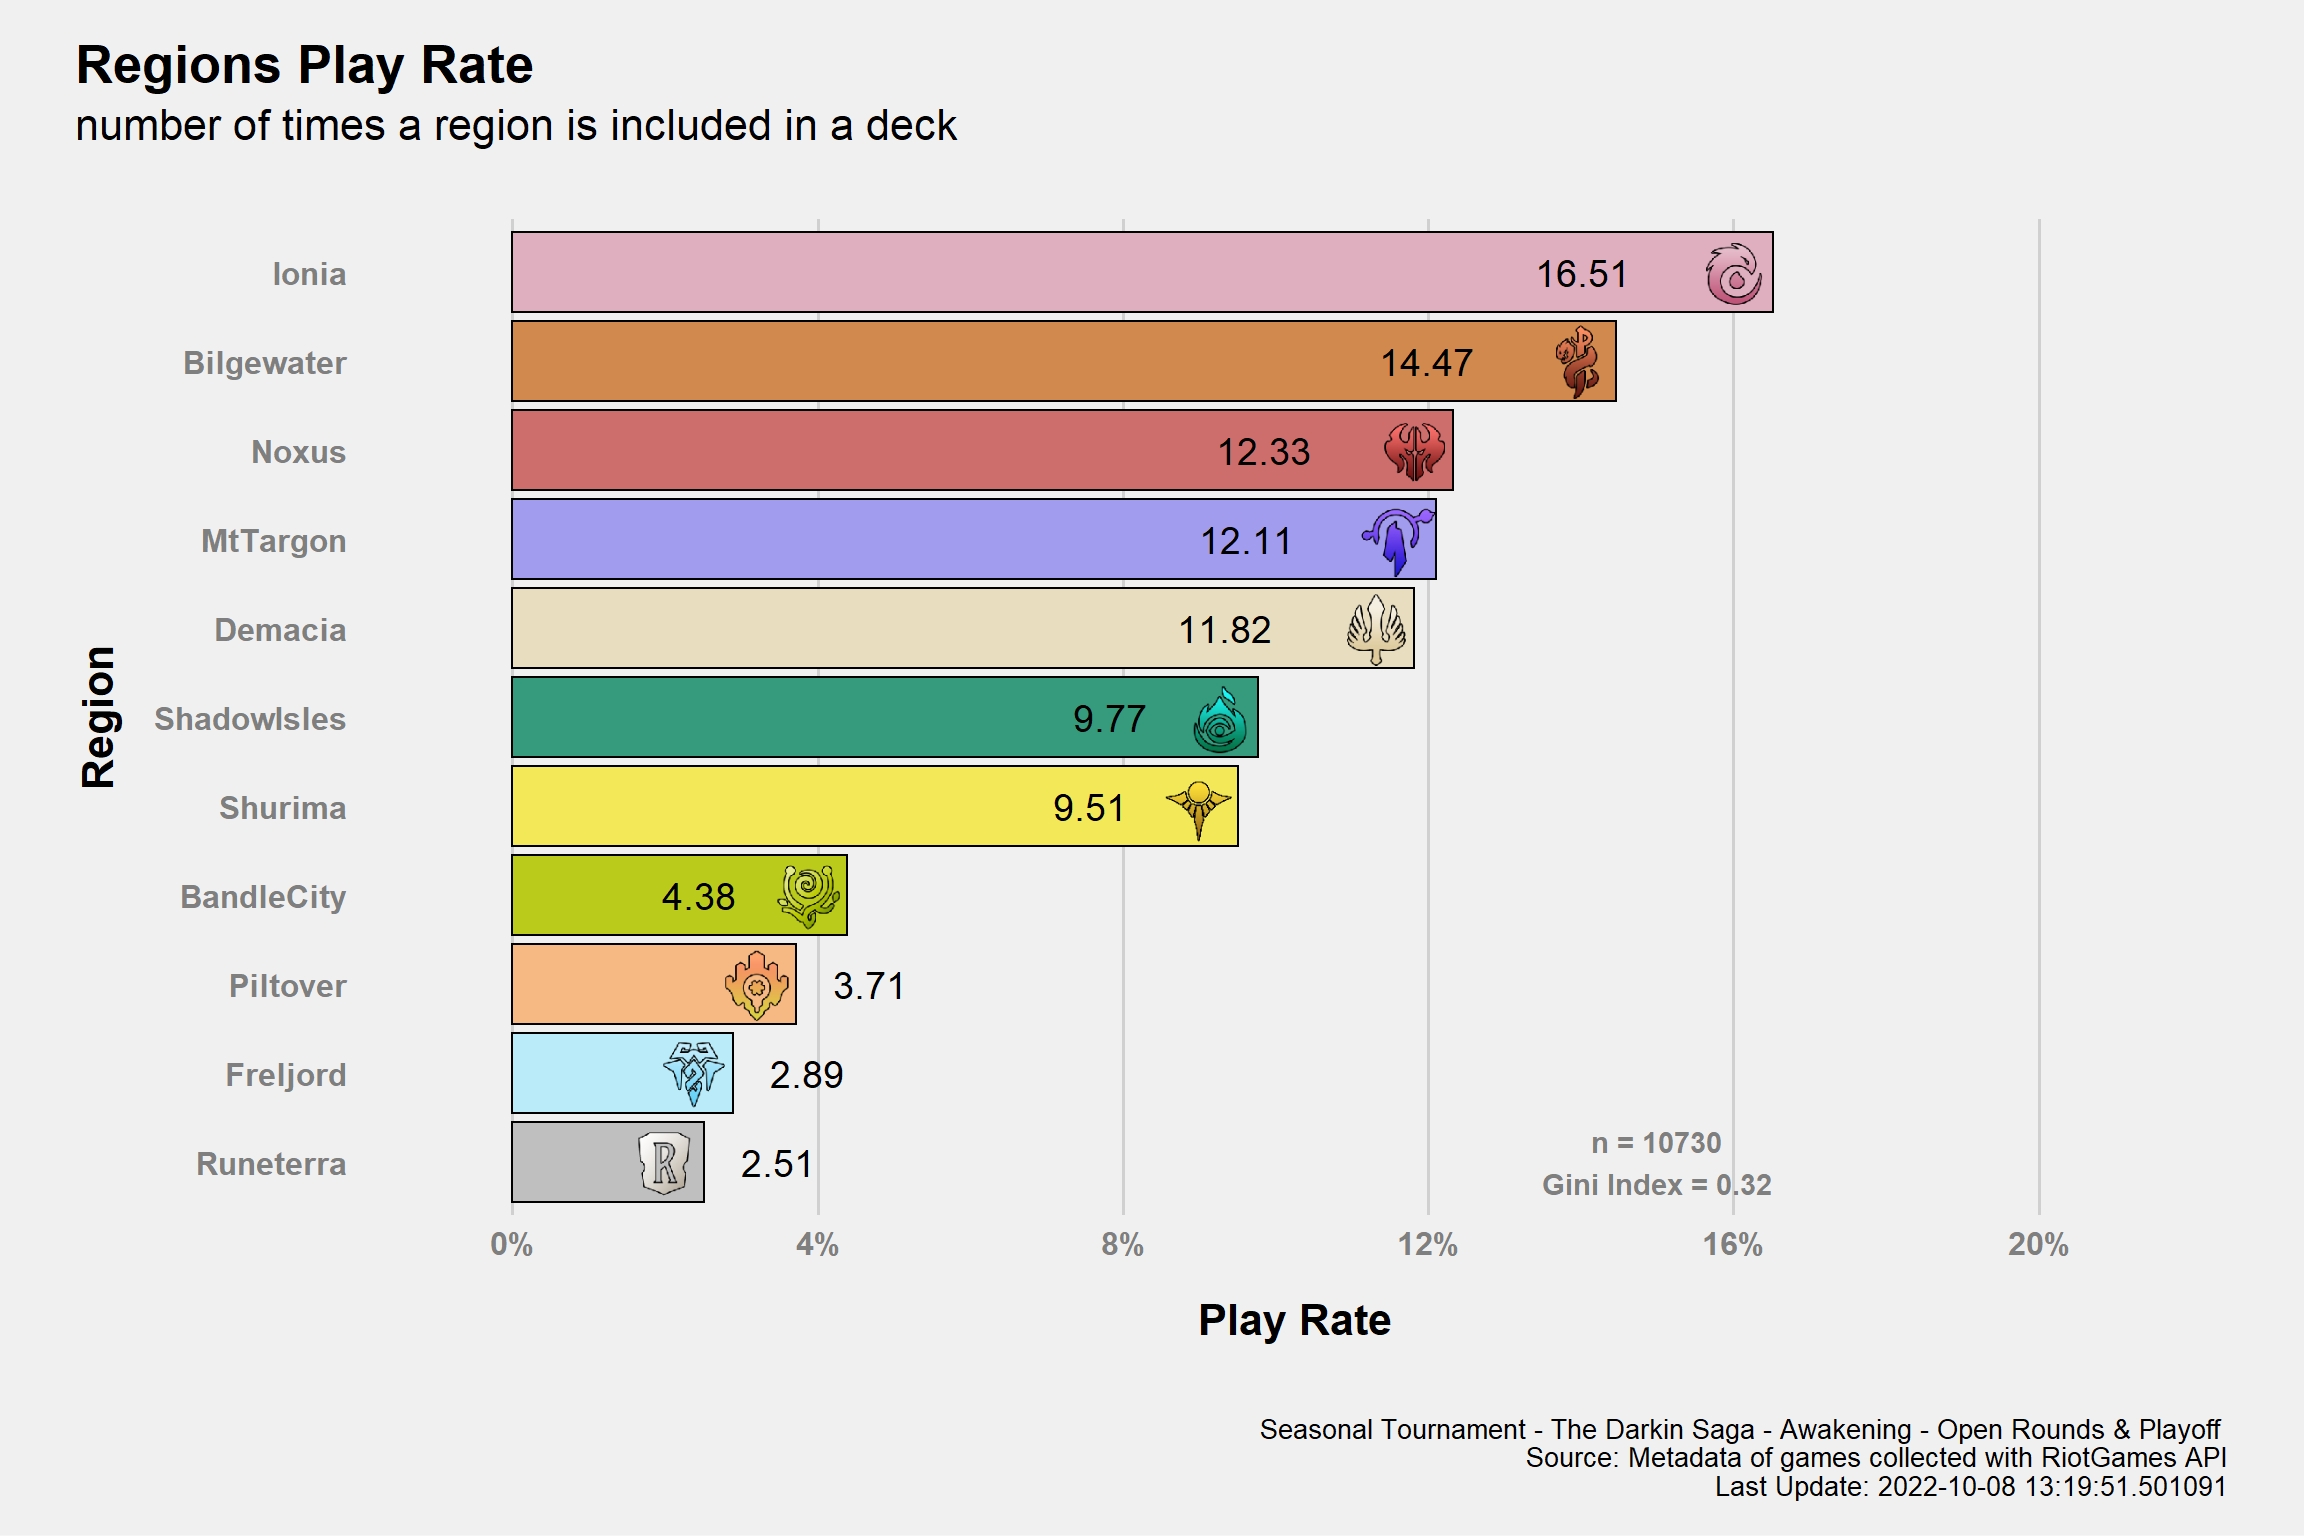 Regions Play Rate
number of times a region is included in a deck
Region
Ionia
16.51
Bilgewater
14.47
Noxus
12.33
MtTargon
12.11
Demacia
11.82
ShadowIsles
9.77
Shurima
9.51
BandleCity
4.38
Piltover
3.71
Freljord
2.89
Runeterra
R
2.51
n = 10730
Gini Index = 0.32
0% 4% 8% 12% 16% 20%
Play Rate
Seasonal Tournament - The Darkin Saga - Awakening - Open Rounds & Playoff
Source: Metadata of games collected with RiotGames API
Last Update: 2022-10-08 13:19:51.501091